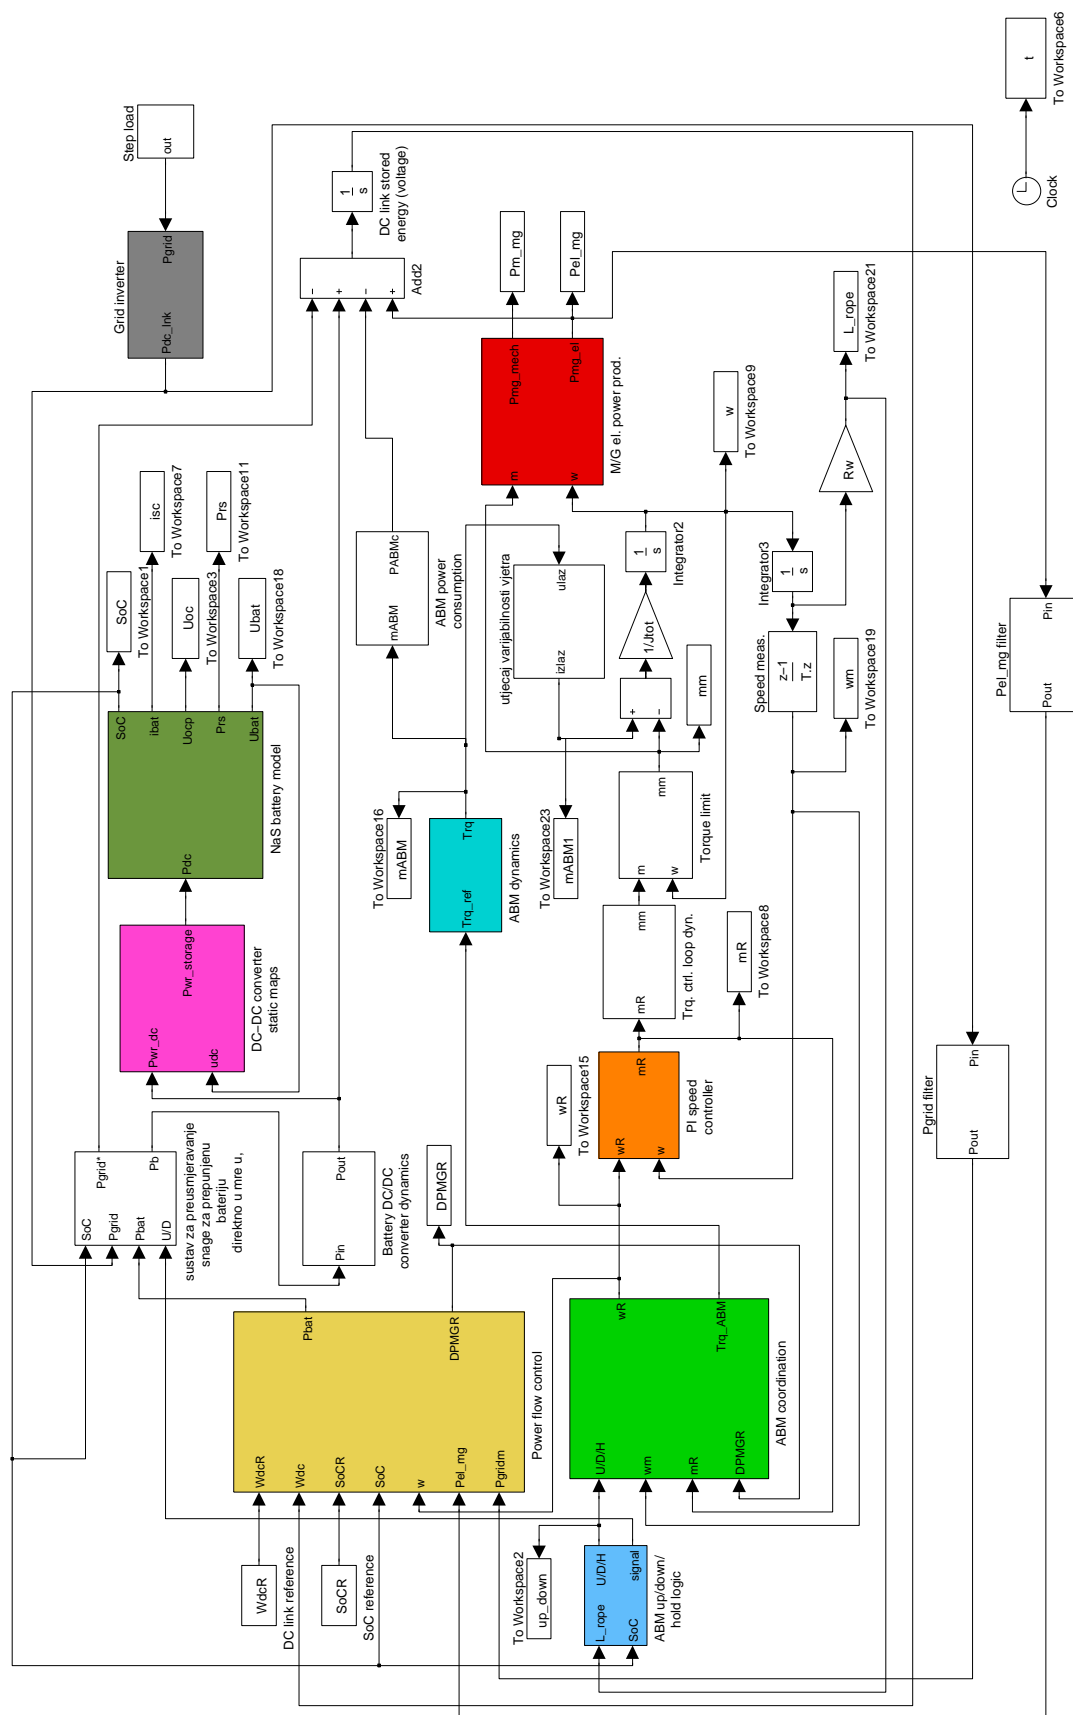 Step load
out
Grid inverter
Pdc_lnk
Pgrid
t
To Workspace6
Clock
1
s
DC link stored
energy (voltage)
Add2
−
+
−
+
SoC
To Workspace1
isc
To Workspace7
Uoc
To Workspace3
Prs
To Workspace11
Ubat
To Workspace18
NaS battery model
Pdc
SoC
ibat
Uocp
Prs
Ubat
DC−DC converter
static maps
Pwr_dc
udc
Pwr_storage
sustav za preusmjeravanje
snage za prepunjenu
bateriju
direktno u mre u,
SoC
Pgrid
Pbat
U/D
Pgrid*
Pb
Battery DC/DC
converter dynamics
Pin
Pout
Power flow control
WdcR
Wdc
SoCR
SoC
w
Pel_mg
Pgridm
Pbat
DPMGR
DPMGR
WdcR
DC link reference
SoCR
SoC reference
ABM power
consumption
mABM
PABMc
M/G el. power prod.
m
w
Pmg_mech
Pmg_el
Pm_mg
Pel_mg
utjecaj varijabilnosti vjetra
izlaz
ulaz
To Workspace16
mABM
ABM dynamics
Trq_ref
Trq
To Workspace23
mABM1
+
−
1/Jtot
1
s
Integrator2
mm
w
To Workspace9
Torque limit
m
w
mm
Trq. ctrl. loop dyn.
mR
mm
mR
To Workspace8
PI speed
controller
wR
w
mR
wR
To Workspace15
Integrator3
1
s
Speed meas.
z−1
T.z
wm
To Workspace19
Rw
L_rope
To Workspace21
ABM coordination
U/D/H
wm
mR
DPMGR
wR
Trq_ABM
To Workspace2
up_down
ABM up/down/
hold logic
L_rope
SoC
U/D/H
signal
Pel_mg filter
Pin
Pout
Pgrid filter
Pin
Pout